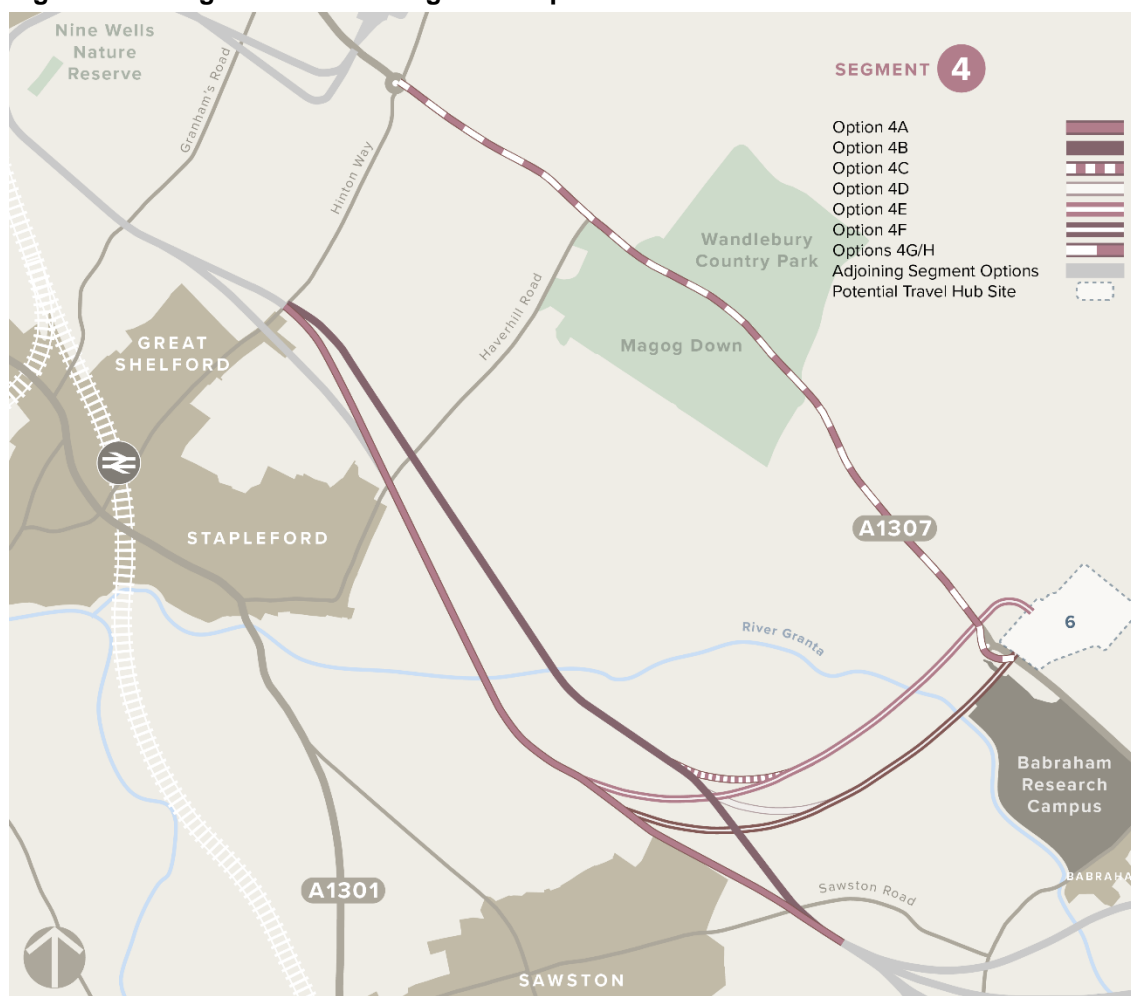 Nine Wells
Nature
Reserve
Granham's Road
Hinton Way
SEGMENT 4
Option 4A
Option 4B
Option 4C
Option 4D
Option 4E
Option 4F
Options 4G/H
Adjoining Segment Options
Potential Travel Hub Site
Wandlebury
Country Park
Haverhill Road
Magog Down
GREAT
SHELFORD
STAPLEFORD
A1307
River Granta
6
Babraham
Research
Campus
BABRAHA
A1301
Sawston Road
SAWSTON